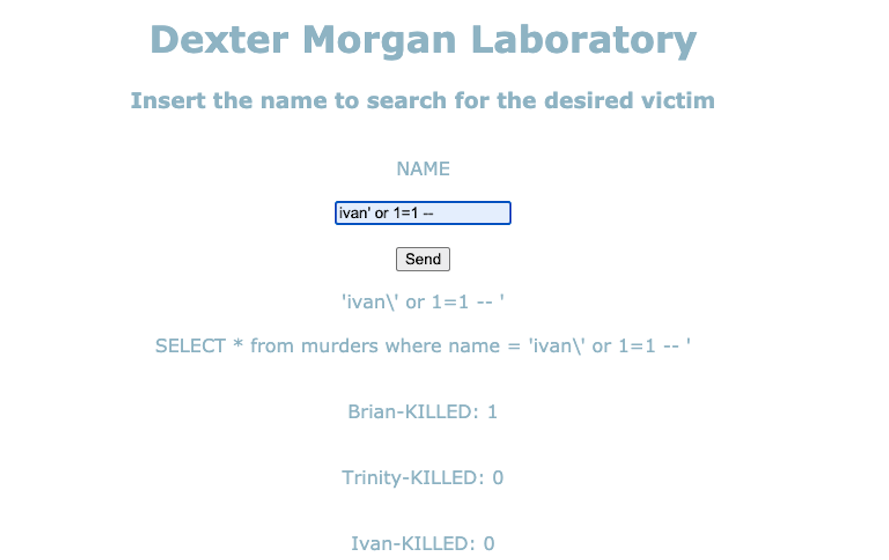 Dexter Morgan Laboratory
Insert the name to search for the desired victim
NAME
ivan' or 1=1 --
Send
'ivan\' or 1=1 -- '
SELECT * from murders where name = 'ivan\' or 1=1 -- '
Brian-KILLED: 1
Trinity-KILLED: 0
Ivan-KILLED: 0